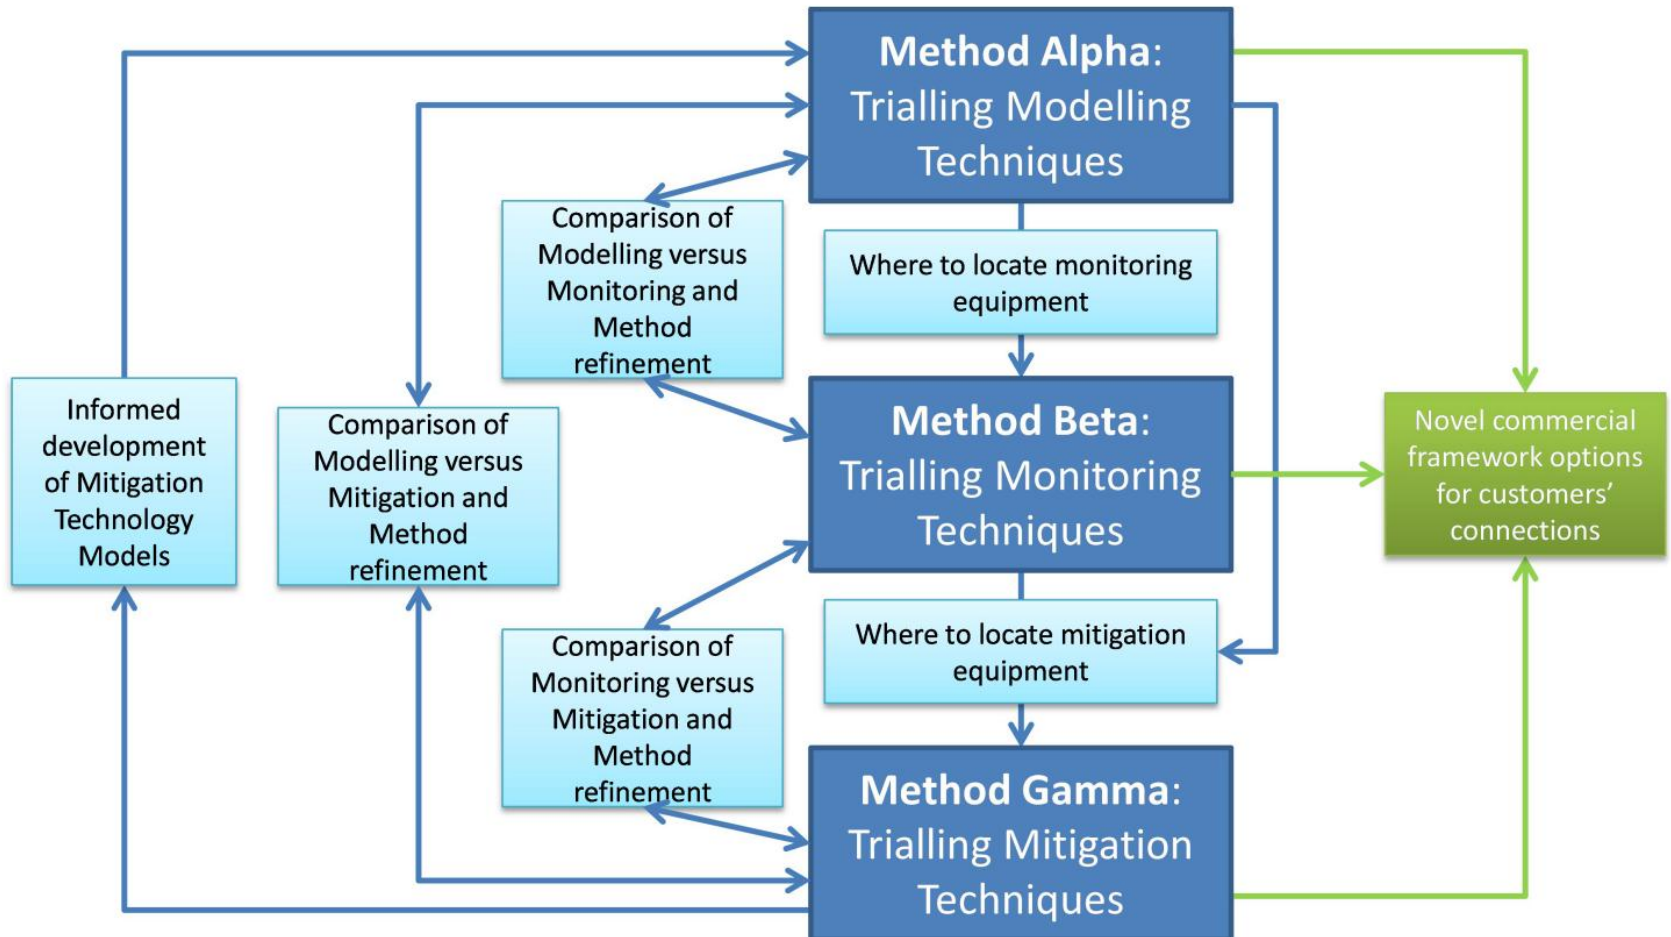 Method Alpha:
Trialling Modelling
Techniques
Comparison of
Modelling versus
Monitoring and
Method
refinement
Where to locate monitoring
equipment
Informed
development
of Mitigation
Technology
Models
Comparison of
Modelling versus
Mitigation and
Method
refinement
Method Beta:
Trialling Monitoring
Techniques
Novel commercial
framework options
for customers’
connections
Comparison of
Monitoring versus
Mitigation and
Method
refinement
Where to locate mitigation
equipment
Method Gamma:
Trialling Mitigation
Techniques